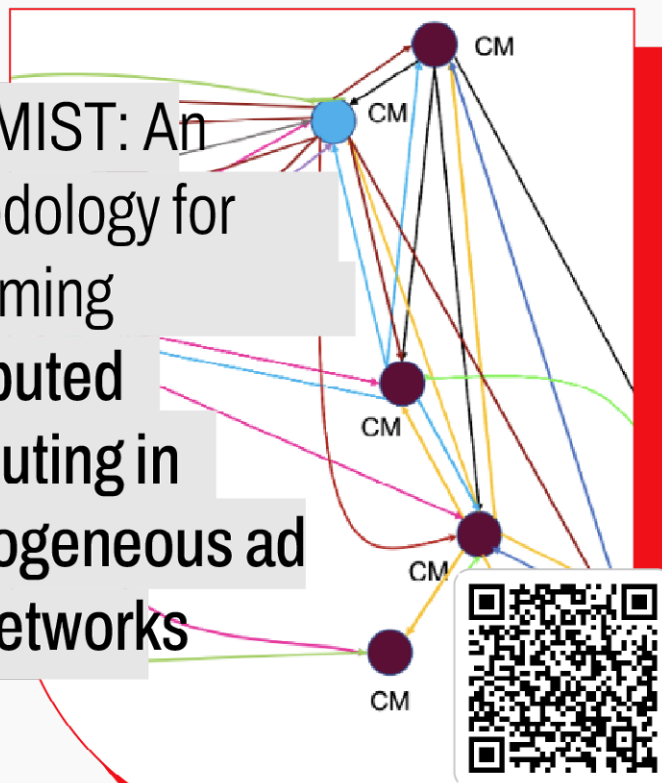 CM
CM
MIST: An
dology for
ming
CM
buted
uting in
ogeneous ad
CM
etworks
CM